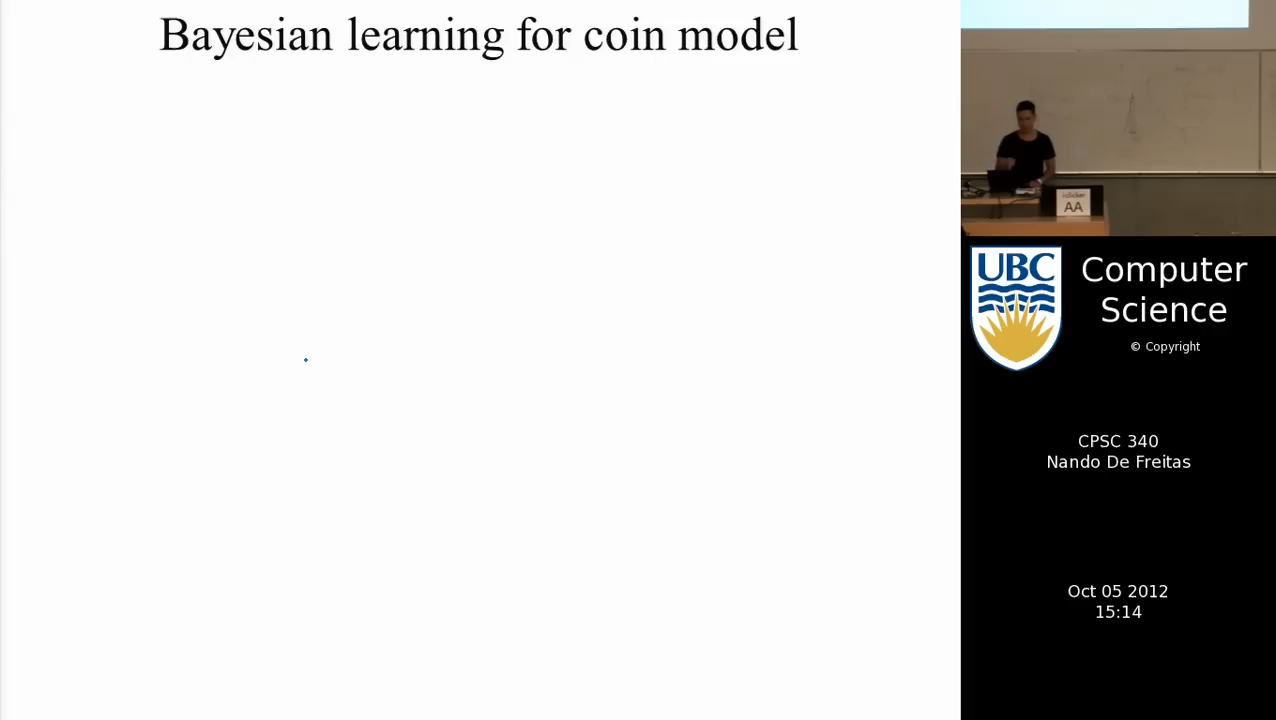 Bayesian learning for coin model
AA
UBC
Computer
Science
© Copyright
CPSC 340
Nando De Freitas
Oct 05 2012
15:14